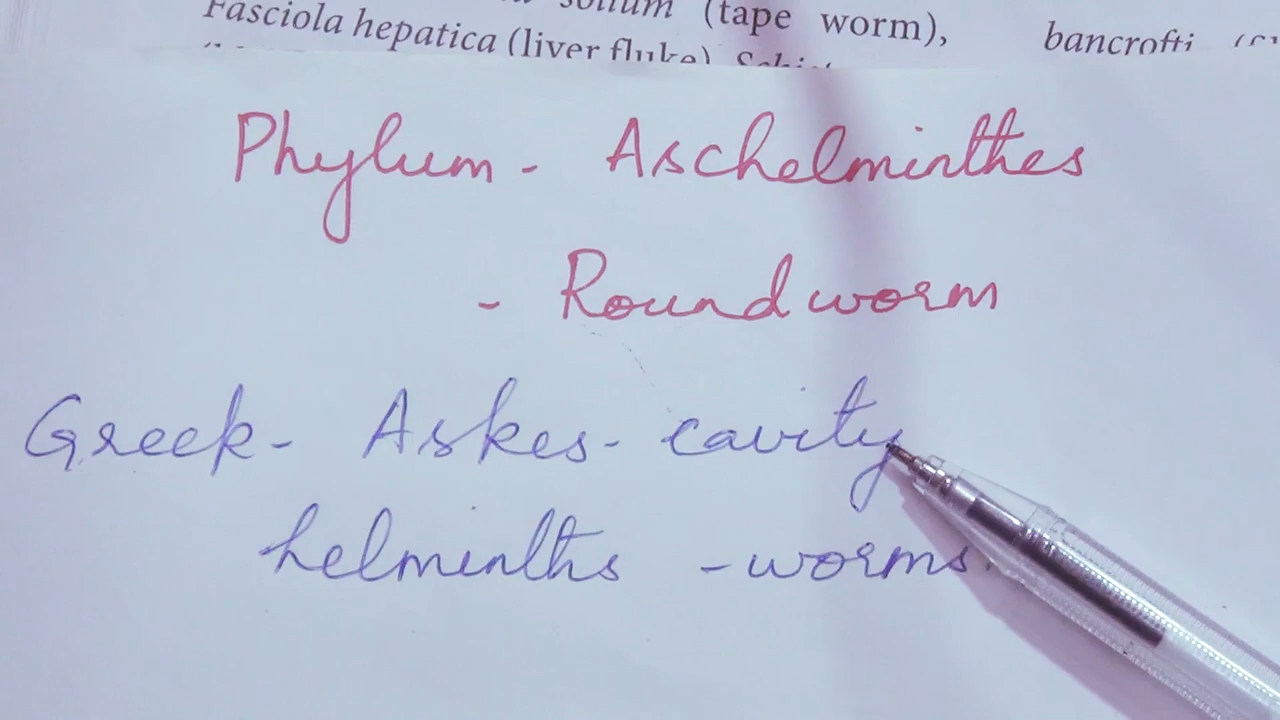 solium (tape worm), bancrofti
Fasciola hepatica (liver fluke)
Phylum - Aschelminthes
- Roundworm
Greek - Askes - cavity
helminths - worms.